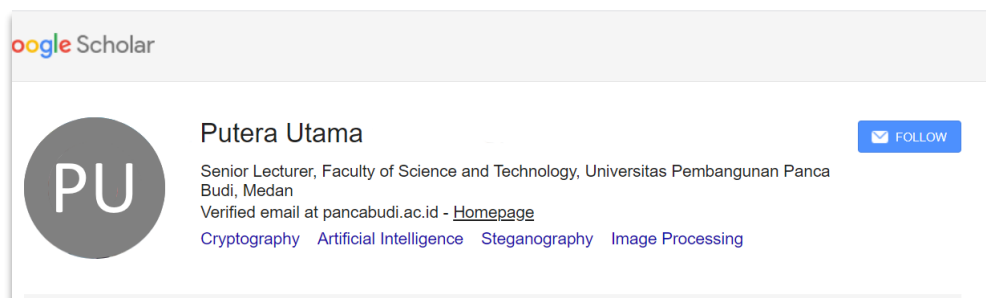 oogle Scholar
PU
Putera Utama
FOLLOW
Senior Lecturer, Faculty of Science and Technology, Universitas Pembangunan Panca
Budi, Medan
Verified email at pancabudi.ac.id - Homepage
Cryptography Artificial Intelligence Steganography Image Processing